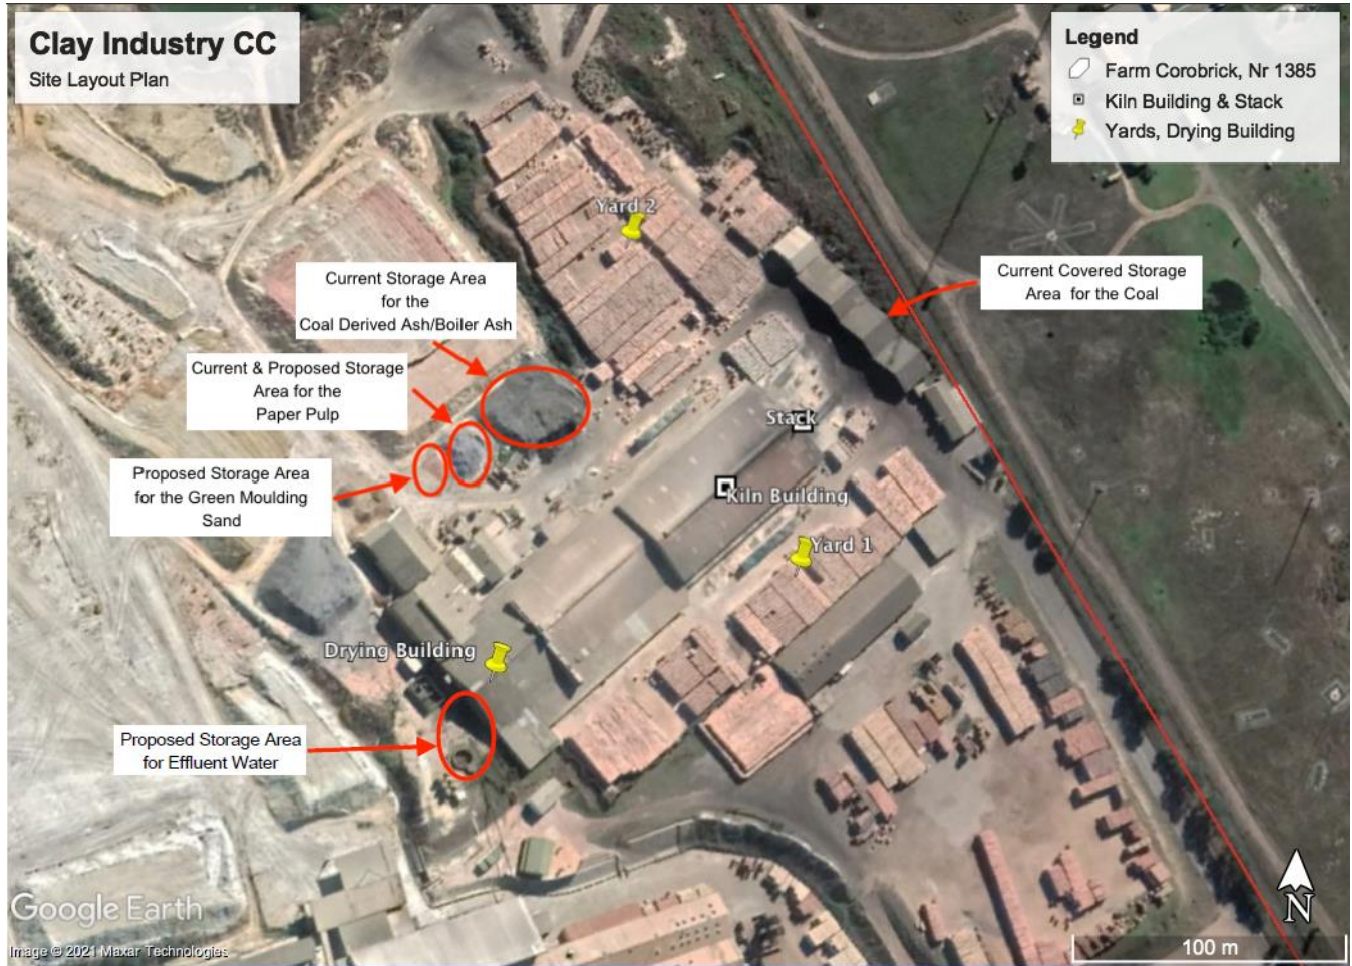 Clay Industry CC
Site Layout Plan
Legend
Farm Corobrick, Nr 1385
Kiln Building & Stack
Yards, Drying Building
Yard 2
Current Storage Area
for the
Coal Derived Ash/Boiler Ash
Current Covered Storage
Area for the Coal
Current & Proposed Storage
Area for the
Paper Pulp
Stack
Proposed Storage Area
for the Green Moulding
Sand
Kiln Building
Yard 1
Drying Building
Proposed Storage Area
for Effluent Water
Google Earth
Image © 2021 Maxar Technologies
N
100 m